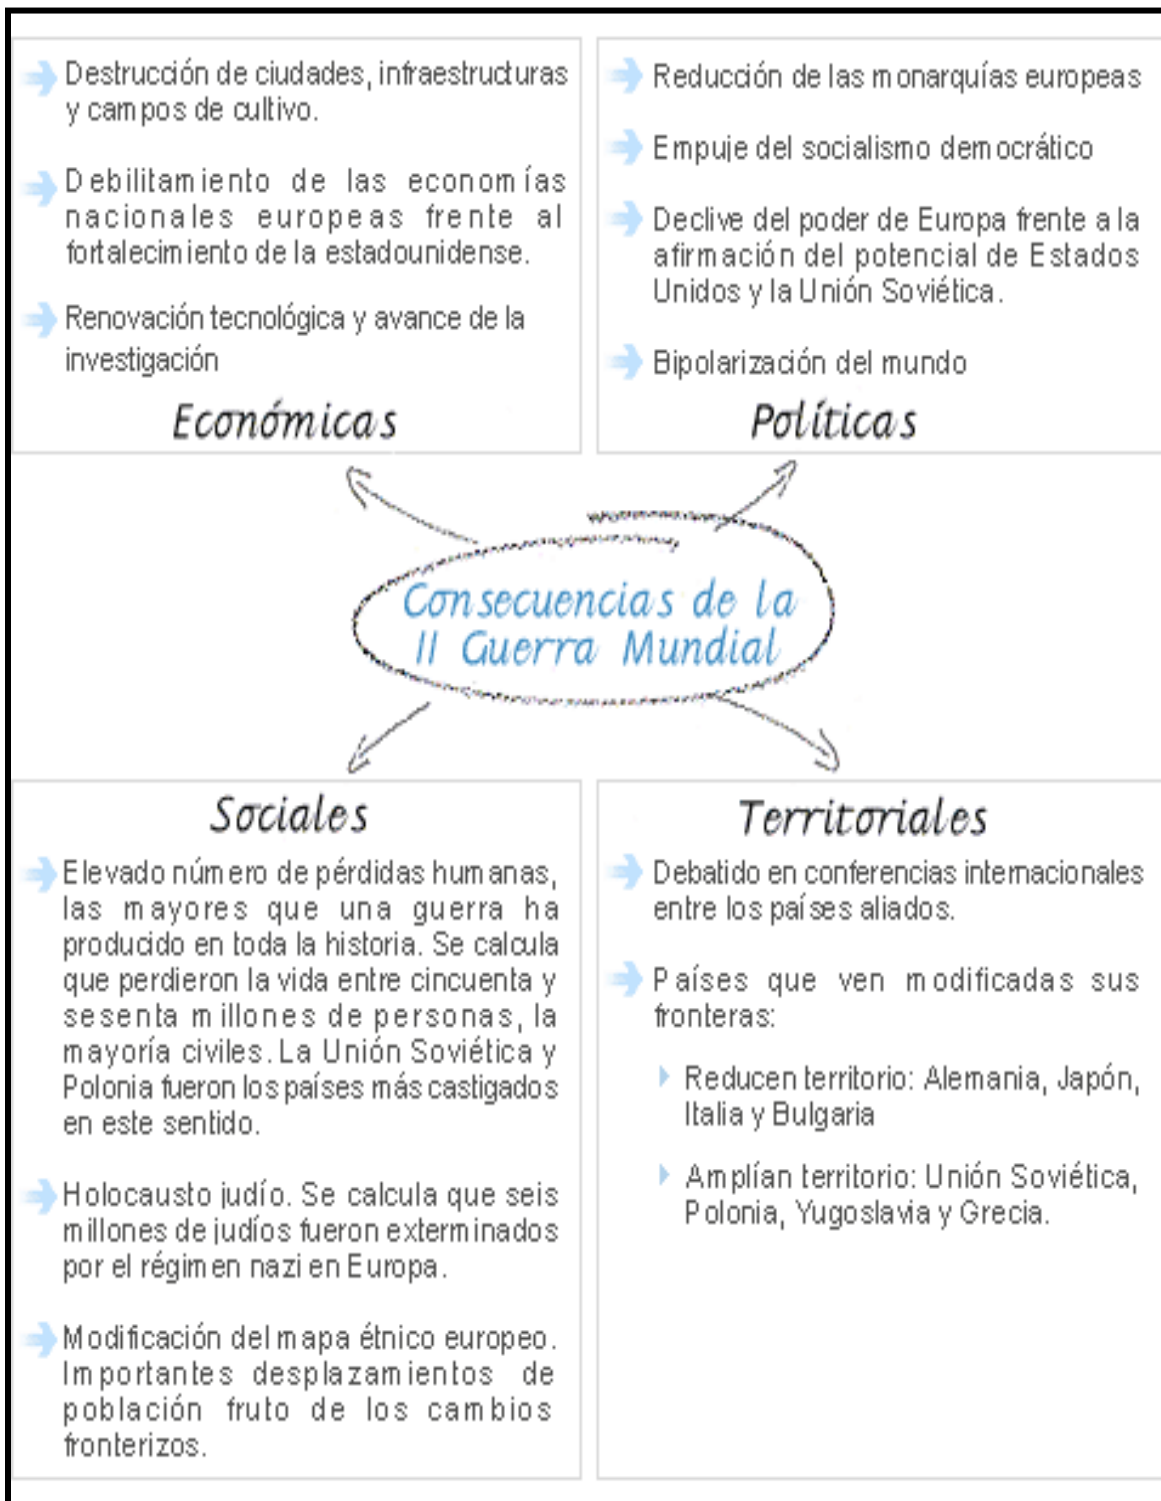 Destrucción de ciudades, infraestructuras
y campos de cultivo.
Debilitamiento de las economías
nacionales europeas frente al
fortalecimiento de la estadounidense.
Renovación tecnológica y avance de la
investigación
Económicas
Reducción de las monarquías europeas
Empuje del socialismo democrático
Declive del poder de Europa frente a la
afirmación del potencial de Estados
Unidos y la Unión Soviética.
Bipolarización del mundo
Políticas
Consecuencias de la
II Guerra Mundial
Sociales
Elevado número de pérdidas humanas,
las mayores que una guerra ha
producido en toda la historia. Se calcula
que perdieron la vida entre cincuenta y
sesenta millones de personas, la
mayoría civiles. La Unión Soviética y
Polonia fueron los países más castigados
en este sentido.
Holocausto judío. Se calcula que seis
millones de judíos fueron exterminados
por el régimen nazi en Europa.
Modificación del mapa étnico europeo.
Importantes desplazamientos de
población fruto de los cambios
fronterizos.
Territoriales
Debatido en conferencias internacionales
entre los países aliados.
Países que ven modificadas sus
fronteras:
Reducen territorio: Alemania, Japón,
Italia y Bulgaria
Amplían territorio: Unión Soviética,
Polonia, Yugoslavia y Grecia.